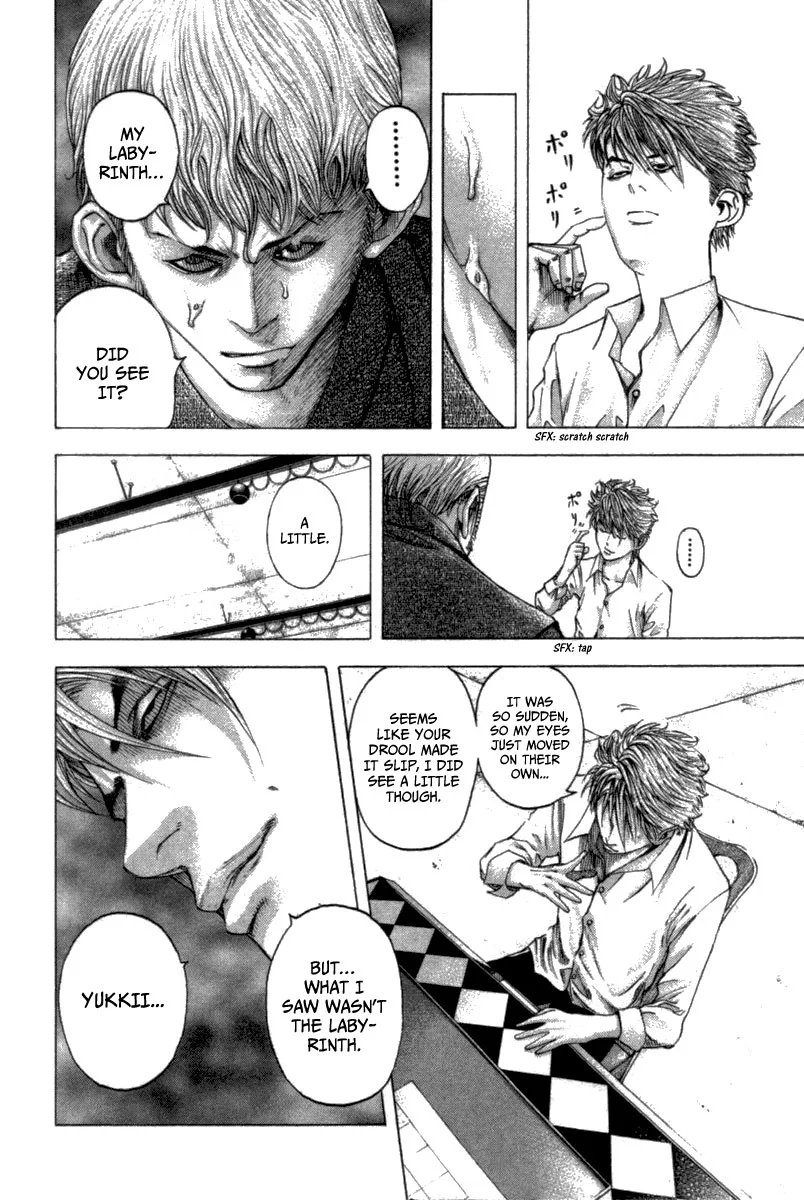 ポリ
ポリ
SFX: scratch scratch
.........
MY
LABY-
RINTH...
DID
YOU SEE
IT?
......
ポリ
SFX: tap
A
LITTLE.
IT WAS
SO SUDDEN,
SO MY EYES
JUST MOVED
ON THEIR
OWN...
SEEMS
LIKE YOUR
DROOL MADE
IT SLIP, I DID
SEE A LITTLE
THOUGH.
BUT...
WHAT I
SAW WASN'T
THE LABY-
RINTH.
YUKKII...